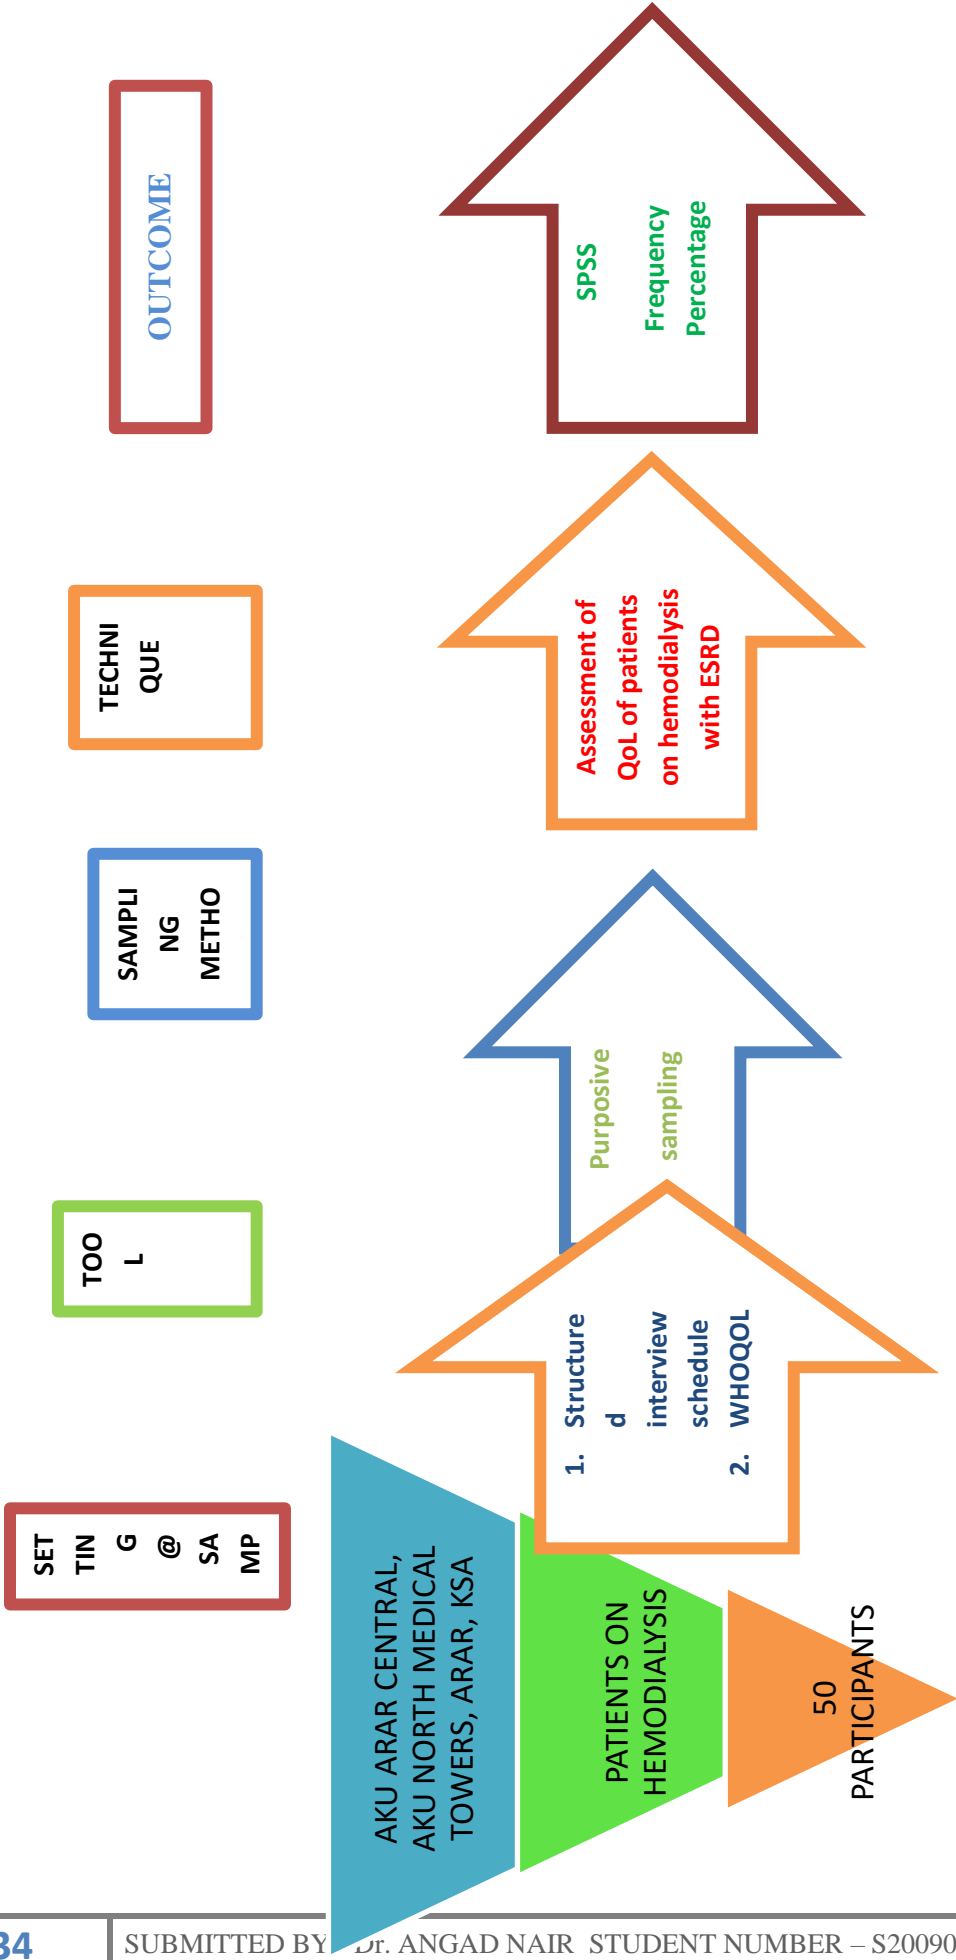 SET
TIN
G
@
SA
MP
TOO
L
SAMPLI
NG
METHO
TECHNI
QUE
OUTCOME
AKU ARAR CENTRAL,
AKU NORTH MEDICAL
TOWERS, ARAR, KSA
PATIENTS ON
HEMODIALYSIS
50
PARTICIPANTS
1. Structure
d
interview
schedule
2. WHOQOL
Purposive
sampling
Assessment of
QoL of patients
on hemodialysis
with ESRD
SPSS
Frequency
Percentage
34 SUBMITTED BY Dr. ANGAD NAIR STUDENT NUMBER – S20090